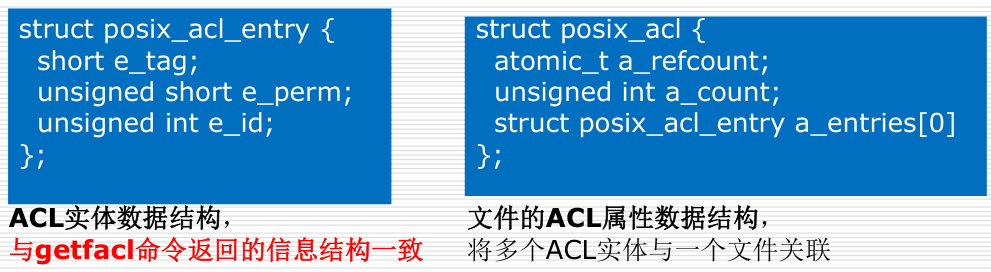 struct posix_acl_entry {
short e_tag;
unsigned short e_perm;
unsigned int e_id;
};
ACL实体数据结构,
与getfacl命令返回的信息结构一致
struct posix_acl {
atomic_t a_refcount;
unsigned int a_count;
struct posix_acl_entry a_entries[0]
};
文件的ACL属性数据结构,
将多个ACL实体与一个文件关联